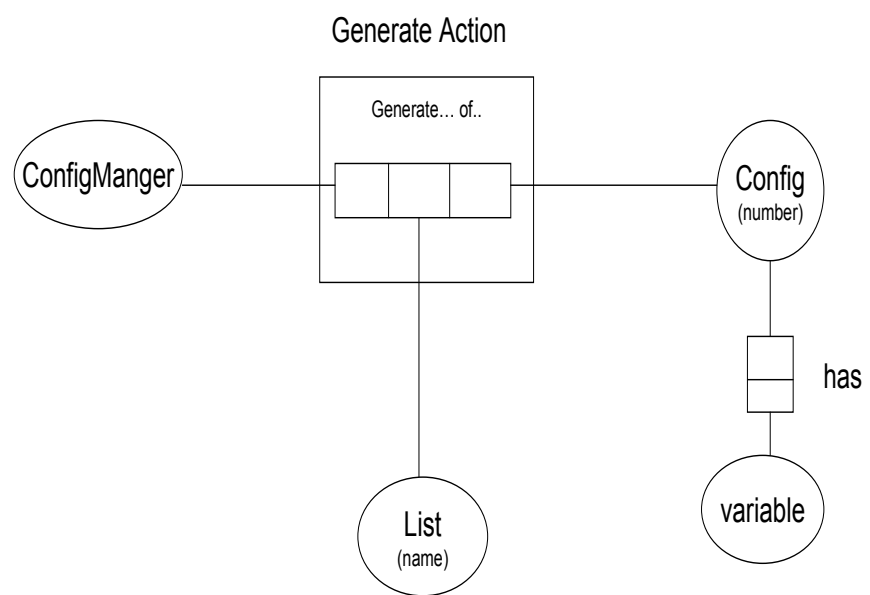 Generate Action
Generate... of..
ConfigManger
Config
(number)
has
variable
List
(name)